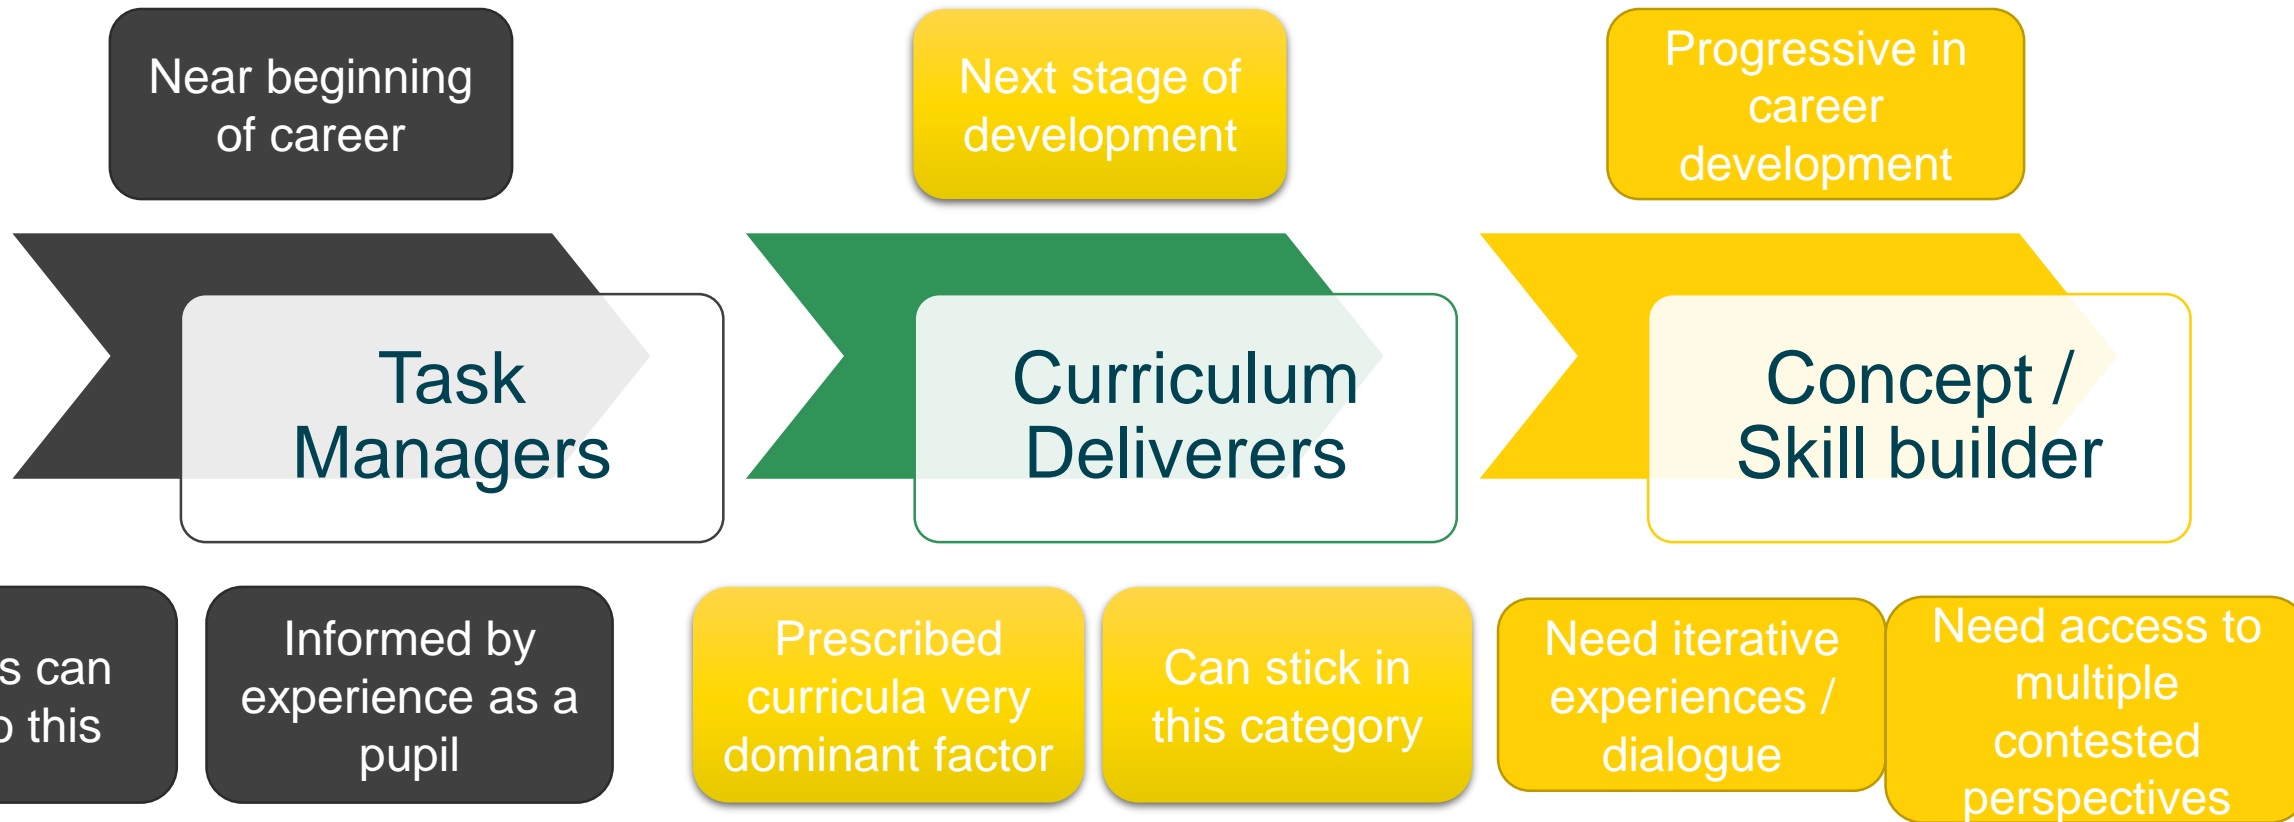 Near beginning
of career
Next stage of
development
Progressive in
career
development
Task
Managers
Curriculum
Deliverers
Concept /
Skill builder
can
this
Informed by
experience as a
pupil
Prescribed
curricula very
dominant factor
Can stick in
this category
Need iterative
experiences /
dialogue
Need access to
multiple
contested
perspectives